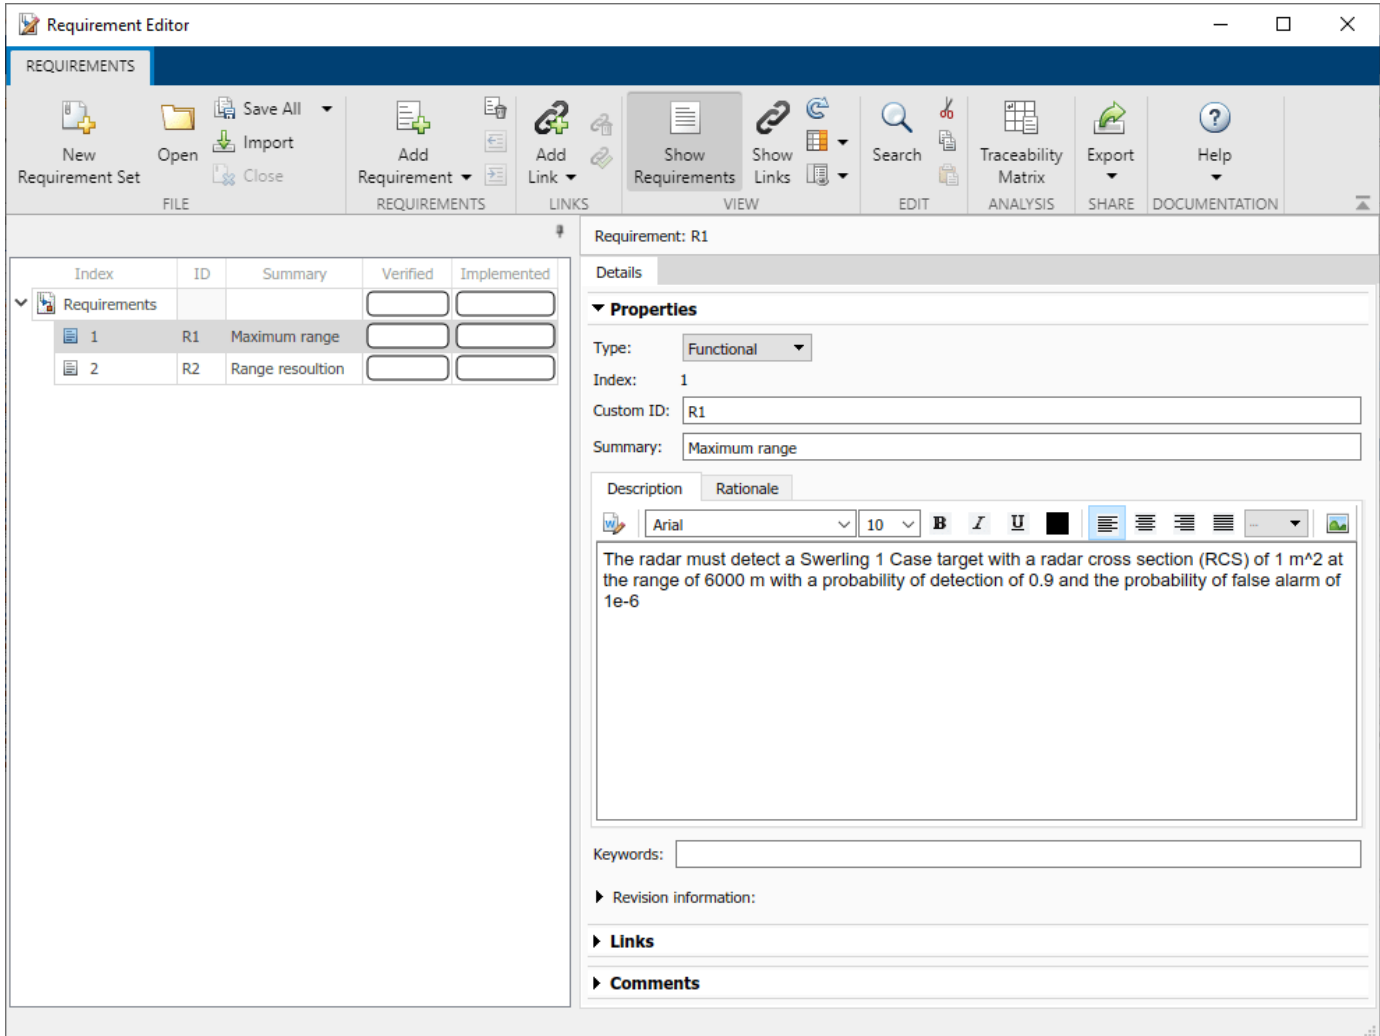 Requirement Editor
REQUIREMENTS
New
Requirement Set
Open
Save All
Import
Close
FILE
Add
Requirement
REQUIREMENTS
Add
Link
LINKS
Show
Requirements
Show
Links
VIEW
Search
EDIT
Traceability
Matrix
ANALYSIS
Export
SHARE
Help
DOCUMENTATION
Index ID Summary Verified Implemented
Requirements
1 R1 Maximum range
2 R2 Range resoultion
Requirement: R1
Details
Properties
Type: Functional
Index: 1
Custom ID: R1
Summary: Maximum range
Description Rationale
Arial 10 B I U ...
The radar must detect a Swerling 1 Case target with a radar cross section (RCS) of 1 m^2 at
the range of 6000 m with a probability of detection of 0.9 and the probability of false alarm of
1e-6
Keywords:
Revision information:
Links
Comments